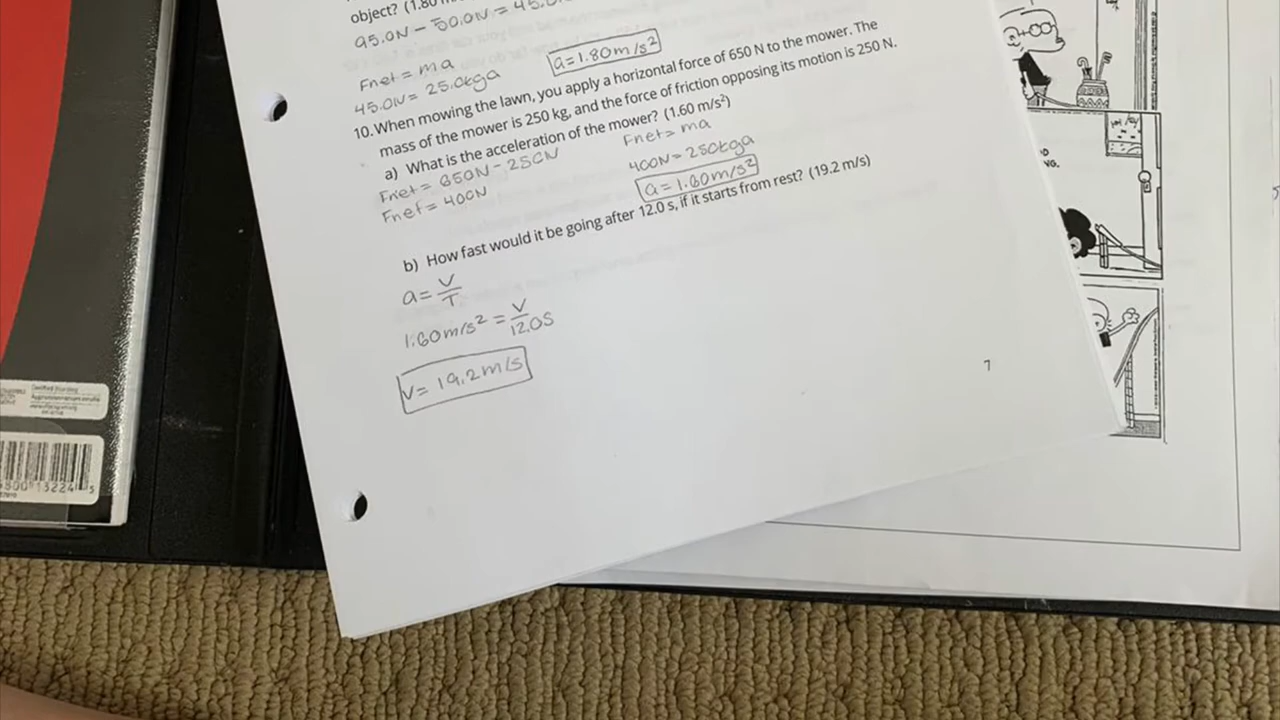 object? (1.80
95.0N - 50.0N = 45.0
Fnet = ma
a = 1.80 m/s²
45.0N = 25.0kga
10. When mowing the lawn, you apply a horizontal force of 650 N to the mower. The
mass of the mower is 250 kg, and the force of friction opposing its motion is 250 N.
a) What is the acceleration of the mower? (1.60 m/s²)
Fnet = 650N - 250N
Fnet = ma
Fnet = 400N
400N = 250kga
a = 1.60m/s²
b) How fast would it be going after 12.0 s, if it starts from rest? (19.2 m/s)
a = V/T
1.60m/s² = V/12.0s
V = 19.2 m/s
7